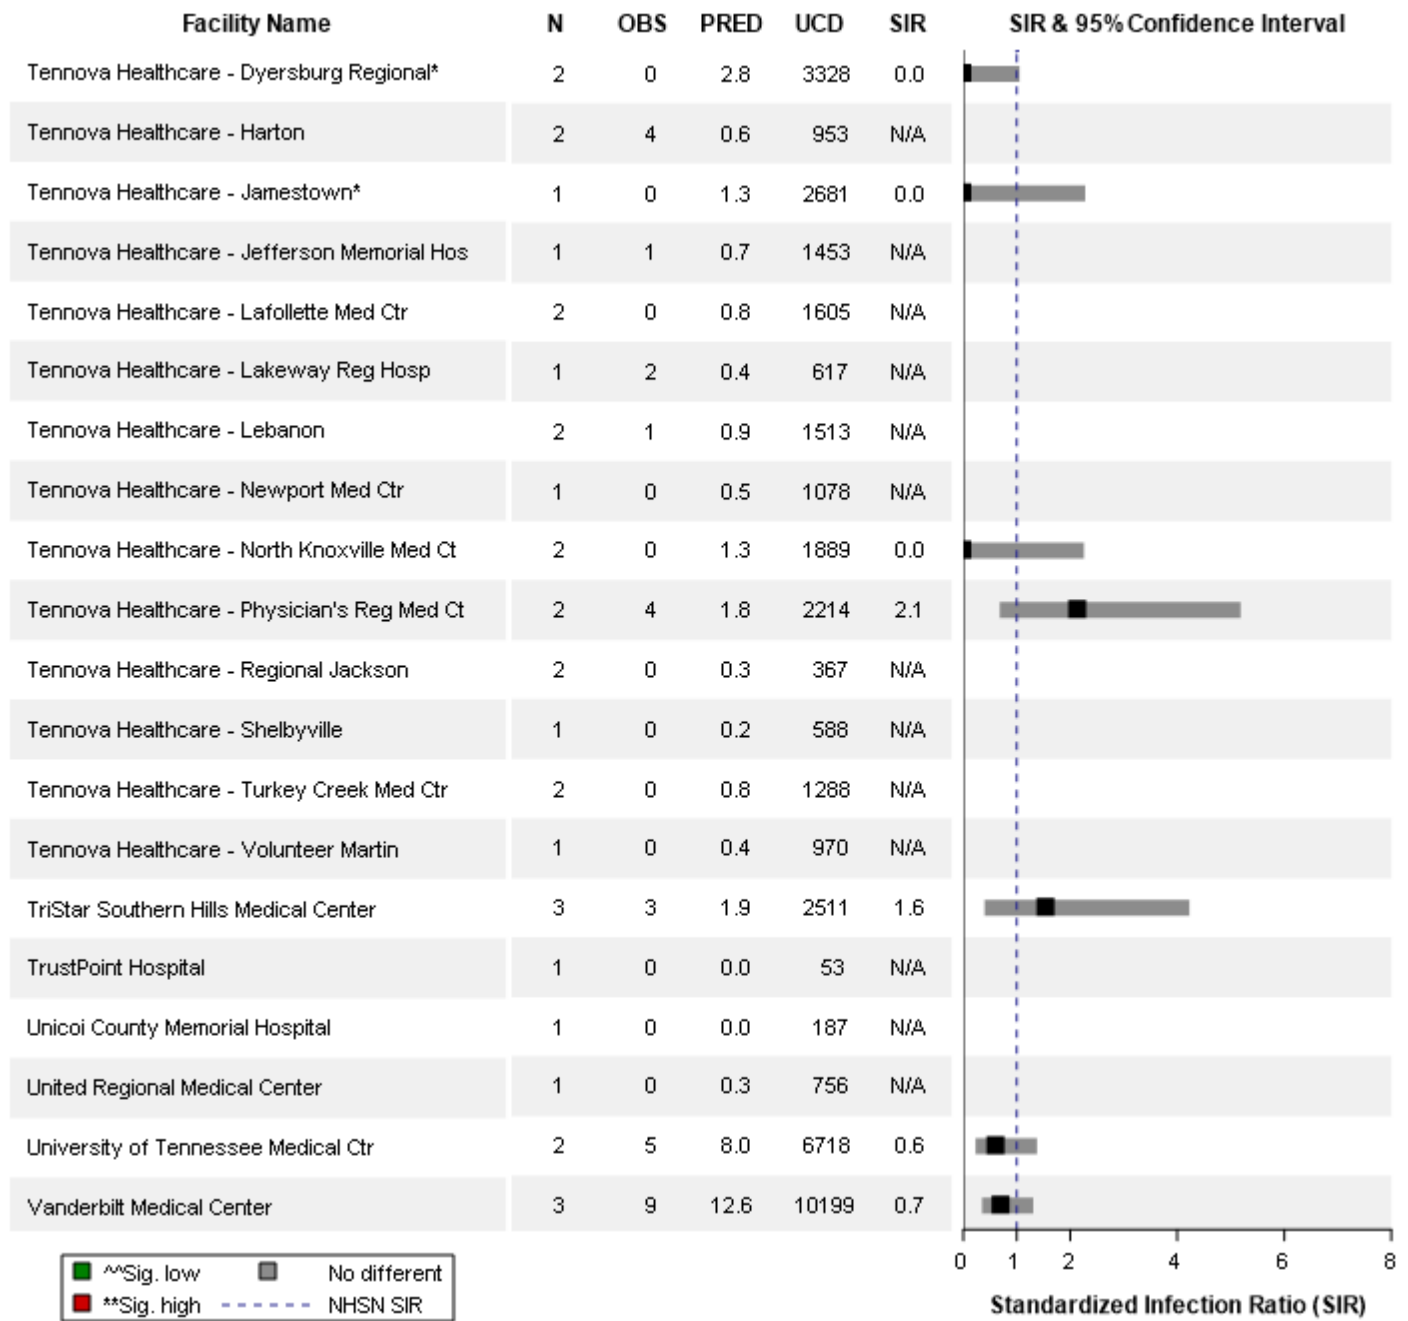 Facility Name N OBS PRED UCD SIR SIR & 95% Confidence Interval
Tennova Healthcare - Dyersburg Regional* 2 0 2.8 3328 0.0
Tennova Healthcare - Harton 2 4 0.6 953 N/A
Tennova Healthcare - Jamestown* 1 0 1.3 2681 0.0
Tennova Healthcare - Jefferson Memorial Hos 1 1 0.7 1453 N/A
Tennova Healthcare - Lafollette Med Ctr 2 0 0.8 1605 N/A
Tennova Healthcare - Lakeway Reg Hosp 1 2 0.4 617 N/A
Tennova Healthcare - Lebanon 2 1 0.9 1513 N/A
Tennova Healthcare - Newport Med Ctr 1 0 0.5 1078 N/A
Tennova Healthcare - North Knoxville Med Ct 2 0 1.3 1889 0.0
Tennova Healthcare - Physician's Reg Med Ct 2 4 1.8 2214 2.1
Tennova Healthcare - Regional Jackson 2 0 0.3 367 N/A
Tennova Healthcare - Shelbyville 1 0 0.2 588 N/A
Tennova Healthcare - Turkey Creek Med Ctr 2 0 0.8 1288 N/A
Tennova Healthcare - Volunteer Martin 1 0 0.4 970 N/A
TriStar Southern Hills Medical Center 3 3 1.9 2511 1.6
TrustPoint Hospital 1 0 0.0 53 N/A
Unicoi County Memorial Hospital 1 0 0.0 187 N/A
United Regional Medical Center 1 0 0.3 756 N/A
University of Tennessee Medical Ctr 2 5 8.0 6718 0.6
Vanderbilt Medical Center 3 9 12.6 10199 0.7
0 1 2 4 6 8
^^Sig. low No different
**Sig. high NHSN SIR
Standardized Infection Ratio (SIR)